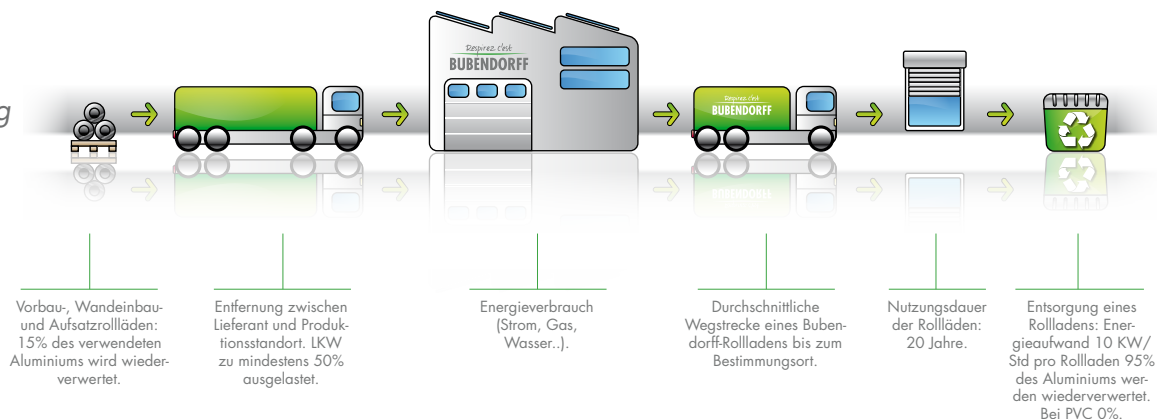 g
Respirez c'est
BUBENDORFF
Respirez c'est
BUBENDORFF
Vorbau-, Wandeinbau-
und Aufsatzrollläden:
15% des verwendeten
Aluminiums wird wieder-
verwertet.
Entfernung zwischen
Lieferant und Produk-
tionsstandort. LKW
zu mindestens 50%
ausgelastet.
Energieverbrauch
(Strom, Gas,
Wasser..).
Durchschnittliche
Wegstrecke eines Buben-
dorff-Rollladens bis zum
Bestimmungsort.
Nutzungsdauer
der Rollläden:
20 Jahre.
Entsorgung eines
Rollladens: Ener-
gieaufwand 10 KW/
Std pro Rollladen 95%
des Aluminiums wer-
den wiederverwertet.
Bei PVC 0%.